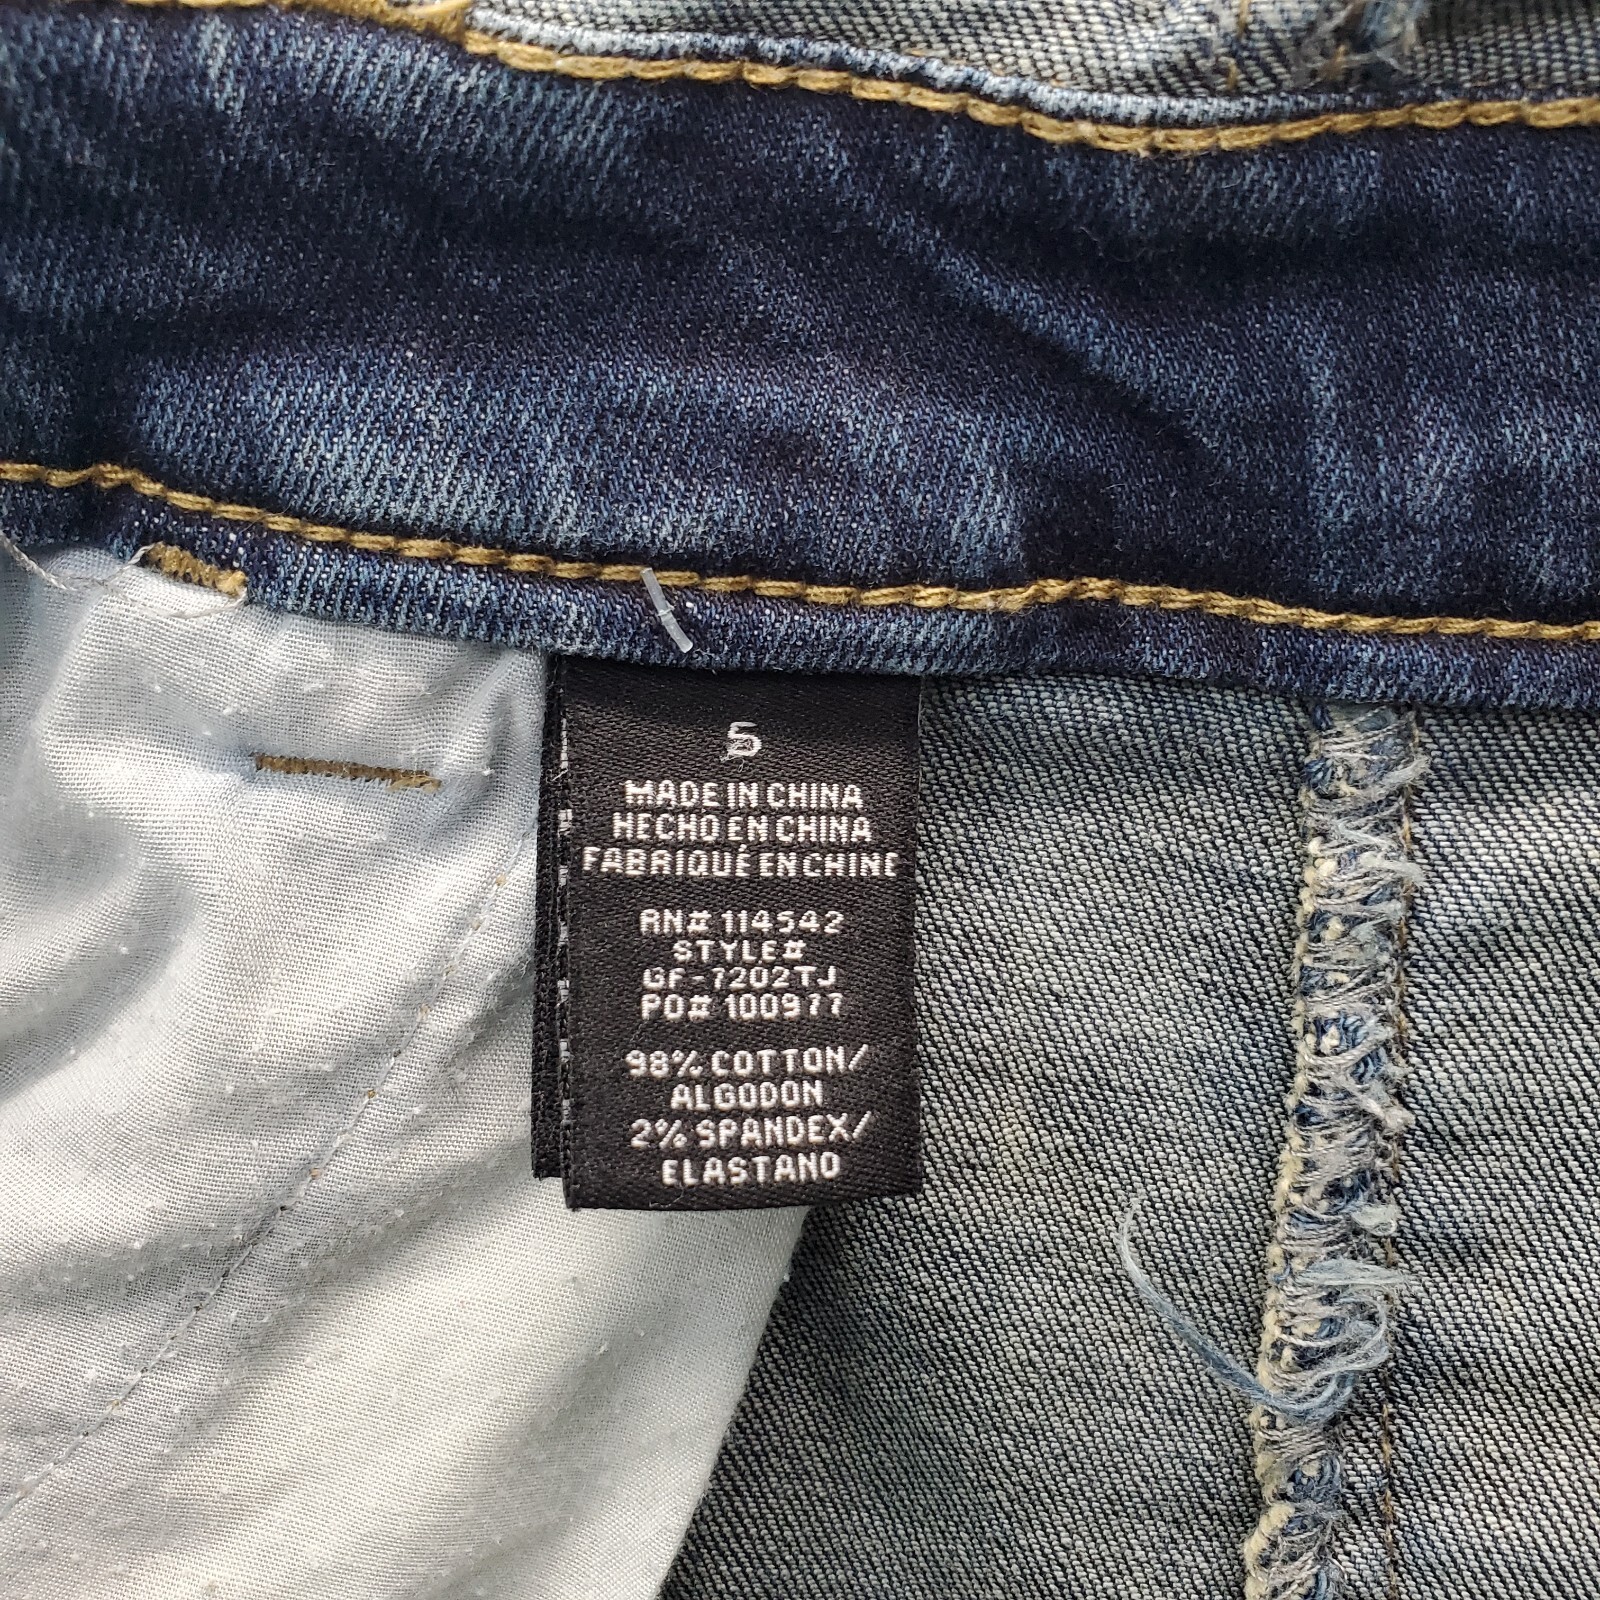 5
MADE IN CHINA
HECHO EN CHINA
FABRIQUÉ EN CHINE
RN# 114542
STYLE#
GF-7202TJ
PO# 100977
98% COTTON/
ALGODON
2% SPANDEX/
ELASTANO